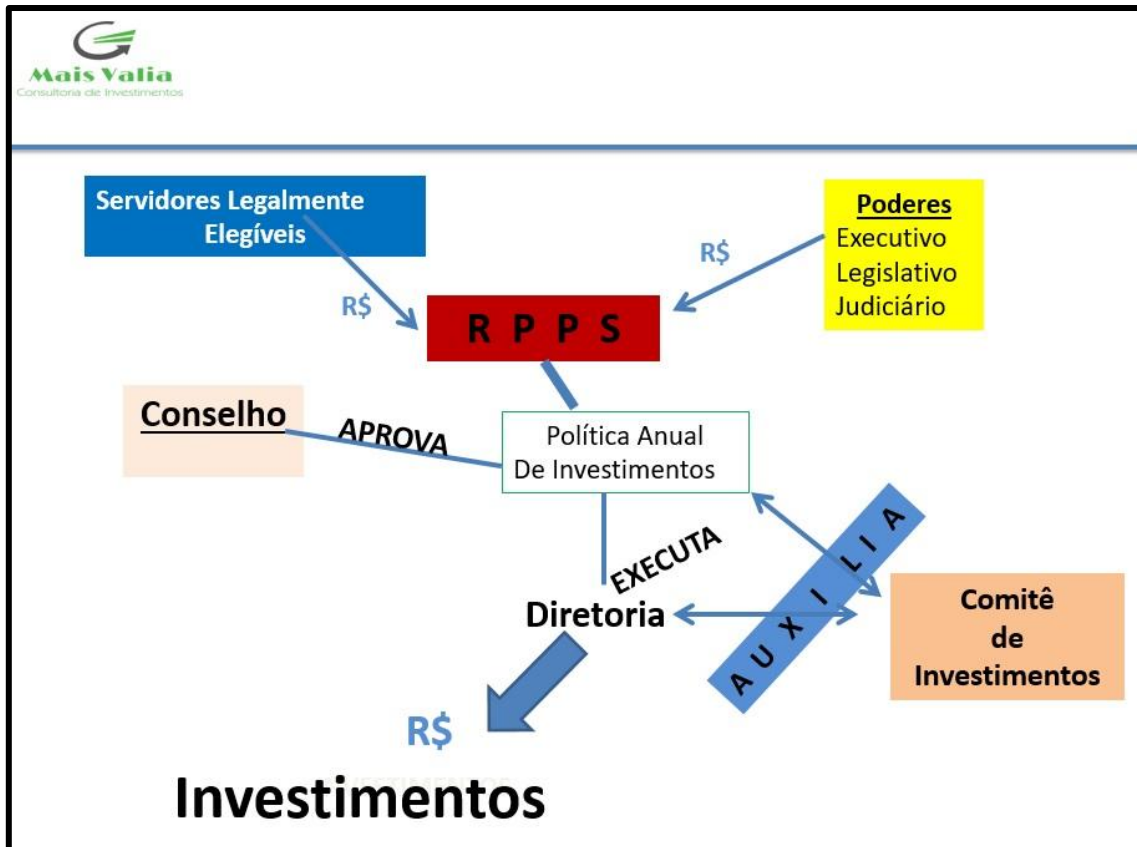 Mais Valia
Consultoria de Investimentos
Servidores Legalmente
Elegíveis
Poderes
Executivo
Legislativo
Judiciário
R$
R$
R P P S
Conselho
APROVA
Política Anual
De Investimentos
EXECUTA
AUXILIA
Diretoria
Comitê
de
Investimentos
R$
INVESTIMENTOS
Investimentos